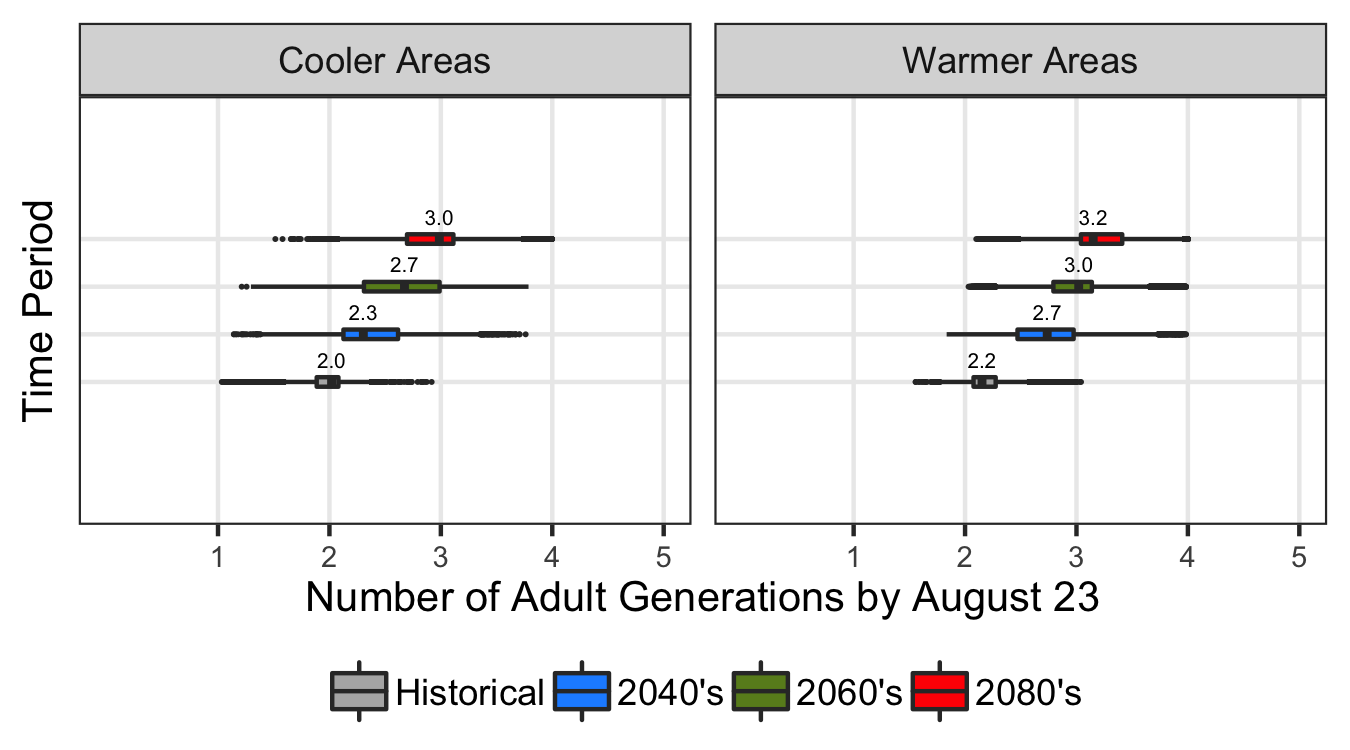 Cooler Areas
Warmer Areas
Time Period
3.0
2.7
2.3
2.0
3.2
3.0
2.7
2.2
1 2 3 4 5
1 2 3 4 5
Number of Adult Generations by August 23
Historical 2040's 2060's 2080's